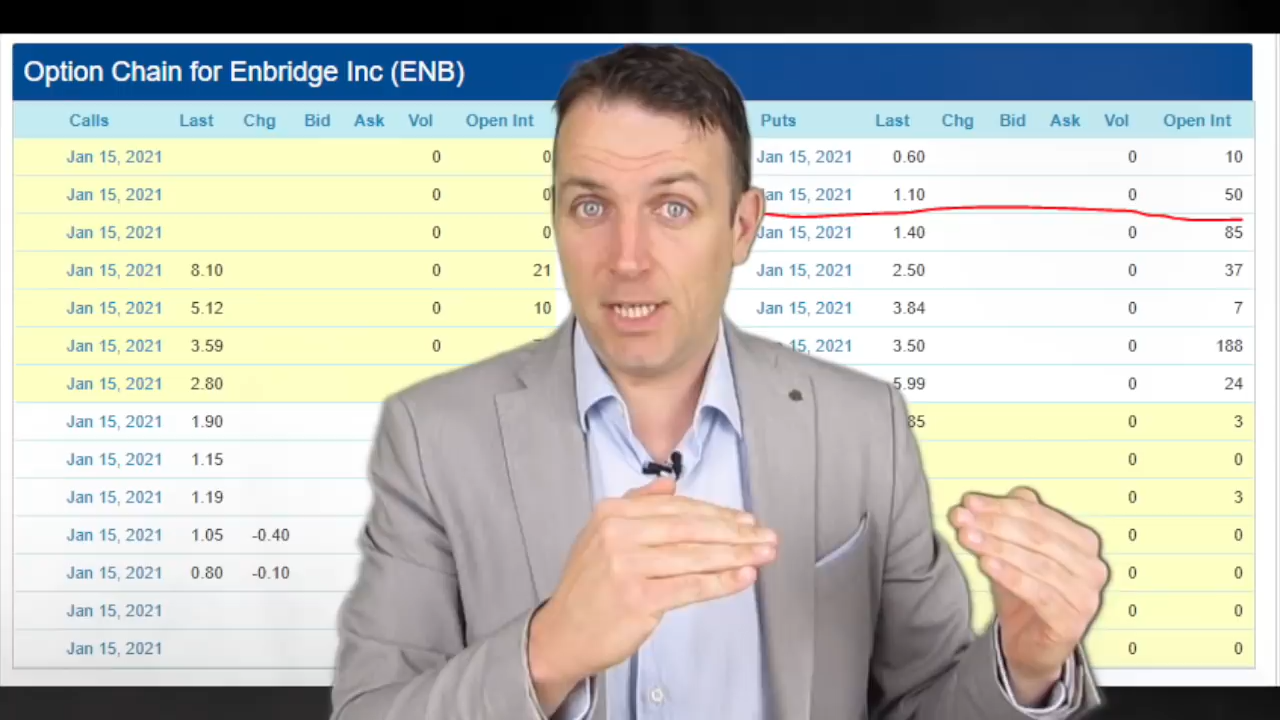 Option Chain for Enbridge Inc (ENB)
Calls Last Chg Bid Ask Vol Open Int Puts Last Chg Bid Ask Vol Open Int
Jan 15, 2021 0 0 Jan 15, 2021 0.60 0 10
Jan 15, 2021 0 0 Jan 15, 2021 1.10 0 50
Jan 15, 2021 0 0 Jan 15, 2021 1.40 0 85
Jan 15, 2021 8.10 0 21 Jan 15, 2021 2.50 0 37
Jan 15, 2021 5.12 0 10 Jan 15, 2021 3.84 0 7
Jan 15, 2021 3.59 0 15, 2021 3.50 0 188
Jan 15, 2021 2.80 5.99 0 24
Jan 15, 2021 1.90 85 0 3
Jan 15, 2021 1.15 0 0
Jan 15, 2021 1.19 0 3
Jan 15, 2021 1.05 -0.40 0 0
Jan 15, 2021 0.80 -0.10 0 0
Jan 15, 2021 0 0
Jan 15, 2021 0 0